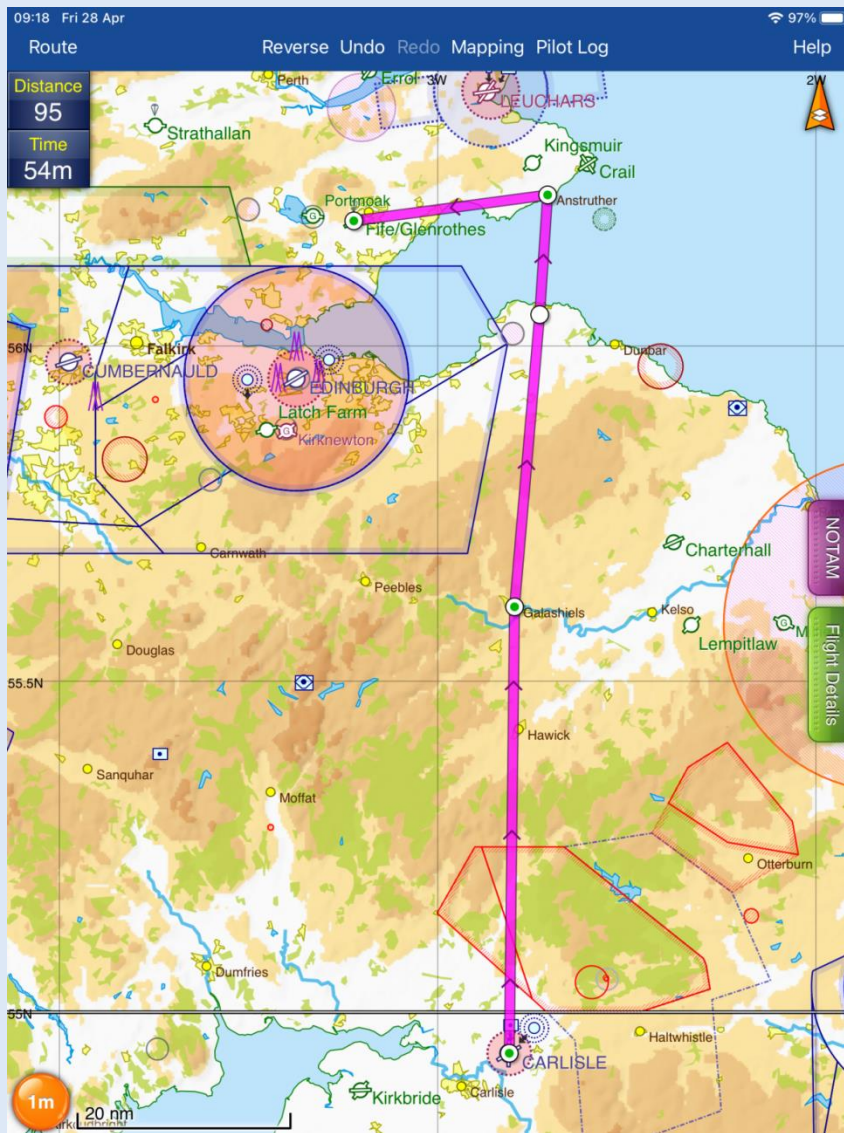 09:18 Fri 28 Apr 97%
Route Reverse Undo Redo Mapping Pilot Log Help
Distance
95
Time
54m
Perth
Errol
3W
2W
LEUCHARS
Strathallan
Kingsmuir
Crail
Portmoak
G
Anstruther
Fife/Glenrothes
56N
Falkirk
Dunbar
CUMBERNAULD
EDINBURGH
Latch Farm
G
Kirknewton
NOTAM
Carnwath
Charterhall
Peebles
Galashiels
Kelso
Lempitlaw
G
Flight Details
Douglas
55.5N
Hawick
Sanquhar
Moffat
Otterburn
Dumfries
55N
Haltwhistle
CARLISLE
Kirkbride
Carlisle
1m
20 nm